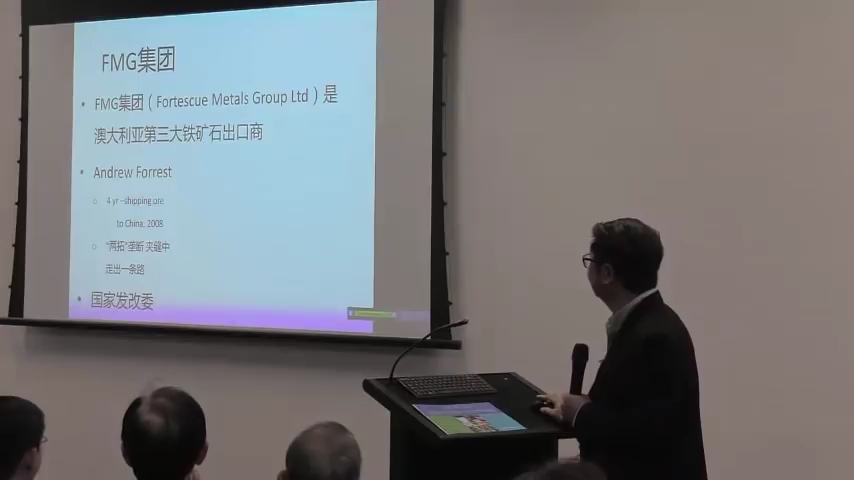 FMG集团
• FMG集团（Fortescue Metals Group Ltd）是
澳大利亚第三大铁矿石出口商
• Andrew Forrest
○ 4 yr –shipping ore
to China, 2008
○ “两拓”垄断 夹缝中
走出一条路
• 国家发改委